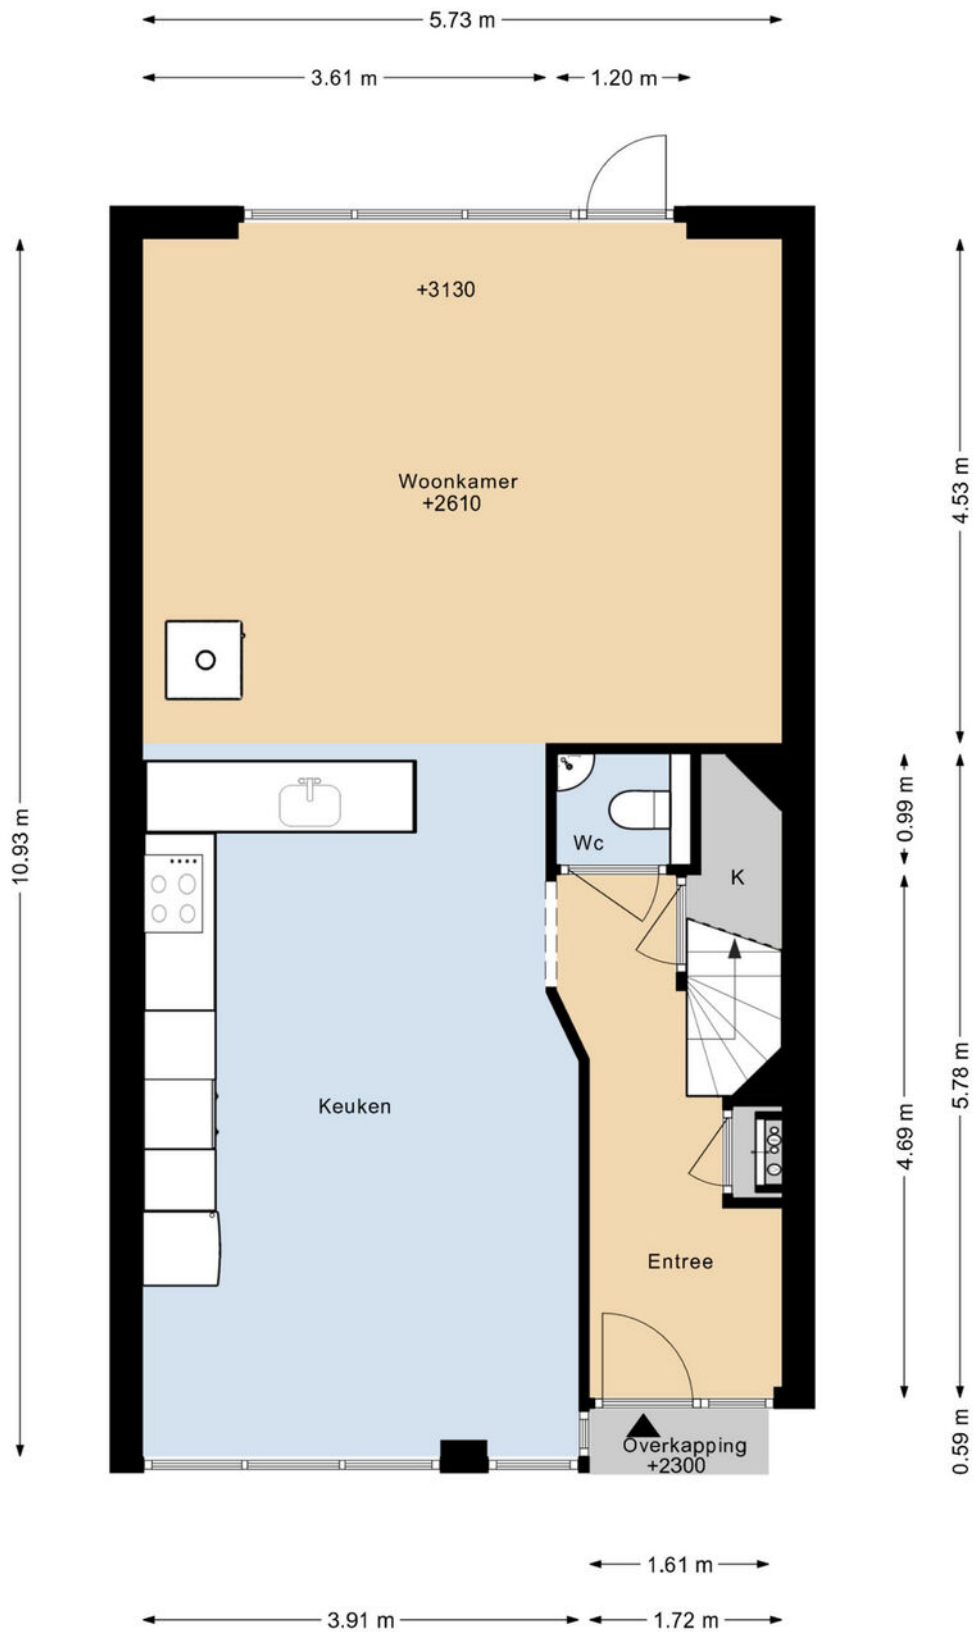 5.73 m
3.61 m
1.20 m
+3130
Woonkamer
+2610
4.53 m
10.93 m
0.99 m
Wc
K
5.78 m
Keuken
4.69 m
Entree
Overkapping
+2300
0.59 m
1.61 m
3.91 m
1.72 m